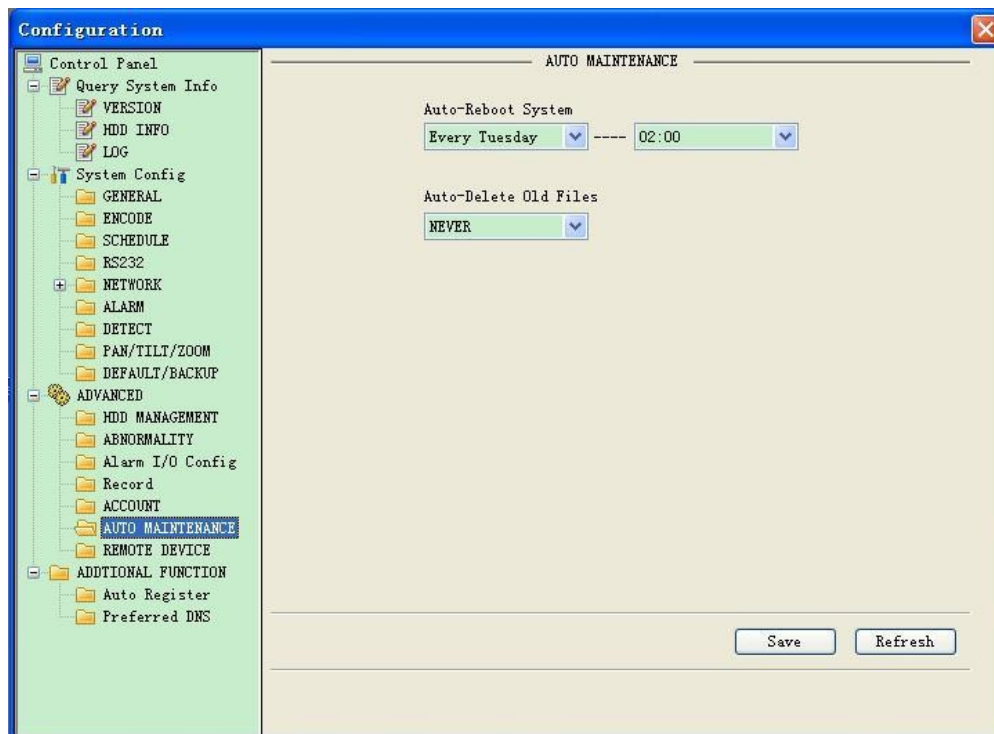 Configuration
Control Panel
Query System Info
VERSION
HDD INFO
LOG
System Config
GENERAL
ENCODE
SCHEDULE
RS232
NETWORK
ALARM
DETECT
PAN/TILT/ZOOM
DEFAULT/BACKUP
ADVANCED
HDD MANAGEMENT
ABNORMALITY
Alarm I/O Config
Record
ACCOUNT
AUTO MAINTENANCE
REMOTE DEVICE
ADDTIONAL FUNCTION
Auto Register
Preferred DNS
AUTO MAINTENANCE
Auto-Reboot System
Every Tuesday ---- 02:00
Auto-Delete Old Files
NEVER
Save Refresh